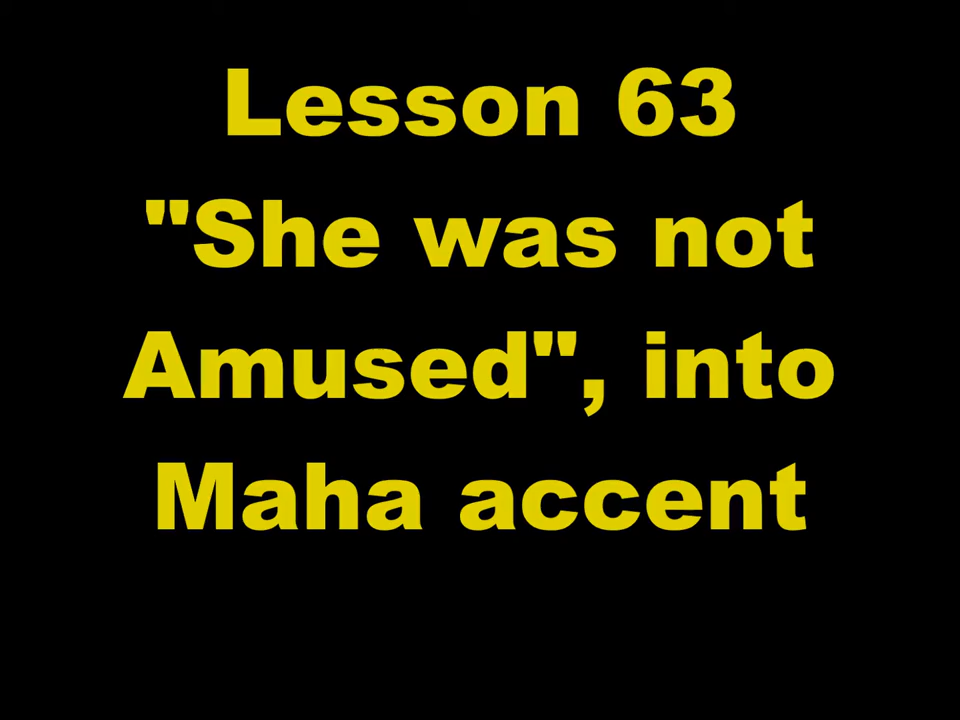 Lesson 63
"She was not
Amused", into
Maha accent